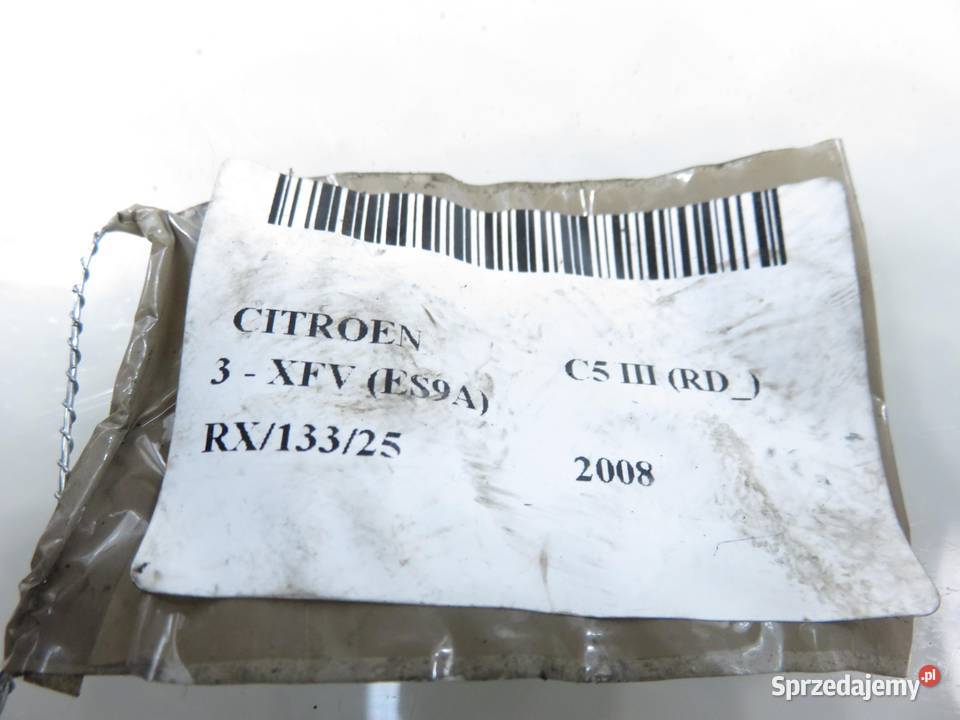 CITROEN
C5 III (RD_)
3 - XFV (ES9A)
RX/133/25
2008
Sprzedajemy.pl